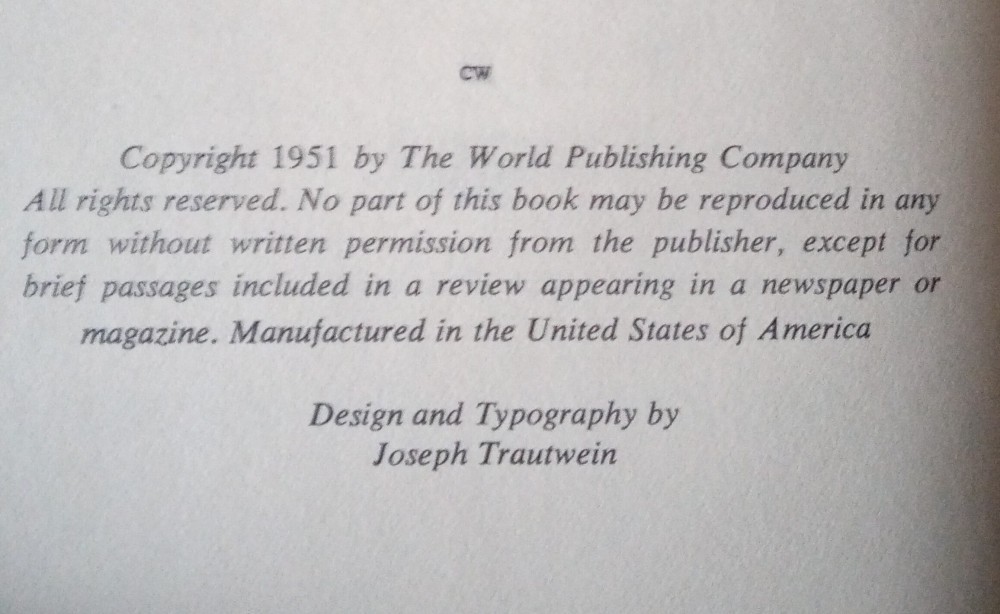 CW
Copyright 1951 by The World Publishing Company
All rights reserved. No part of this book may be reproduced in any
form without written permission from the publisher, except for
brief passages included in a review appearing in a newspaper or
magazine. Manufactured in the United States of America
Design and Typography by
Joseph Trautwein